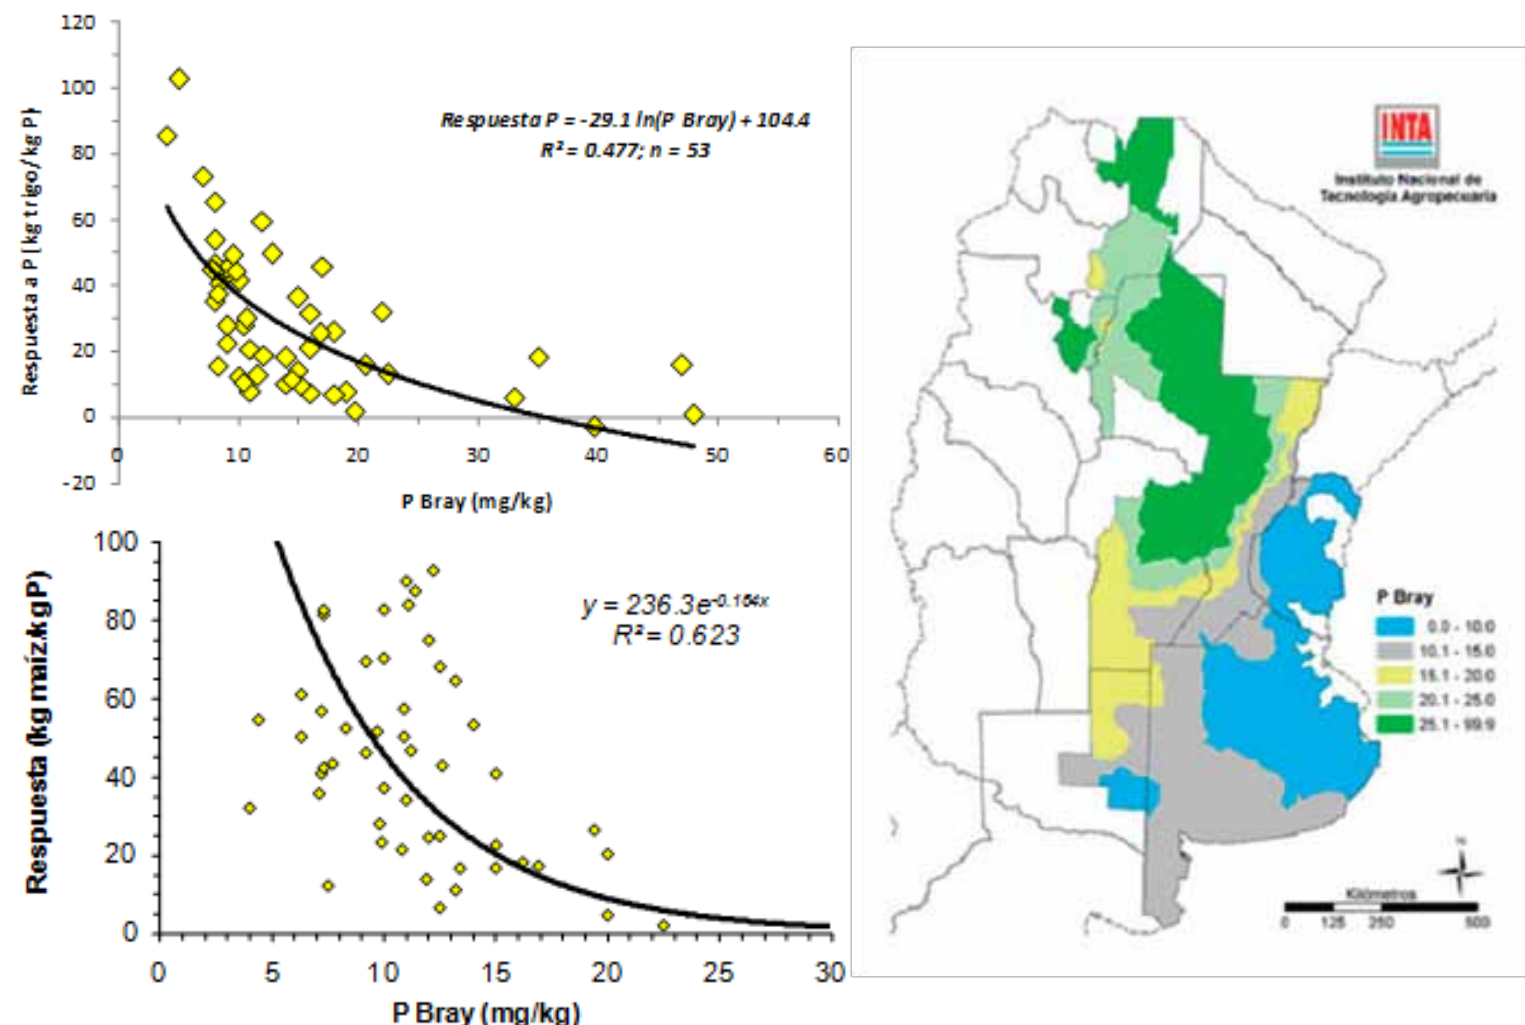 120
100
80
60
40
20
0
-20
Respuesta a P [kg trigo/kg P)
Respuesta P = -29.1 ln(P Bray) + 104.4
R² = 0.477; n = 53
0 10 20 30 40 50 60
P Bray (mg/kg)
100
80
60
40
20
0
Respuesta (kg maíz/kgP)
y = 236.3e-0.164x
R² = 0.623
0 5 10 15 20 25 30
P Bray (mg/kg)
INTA
Instituto Nacional de
Tecnología Agropecuaria
P Bray
0.0 - 10.0
10.1 - 15.0
15.1 - 20.0
20.1 - 25.0
25.1 - 99.9
Kilómetros
0 125 250 500